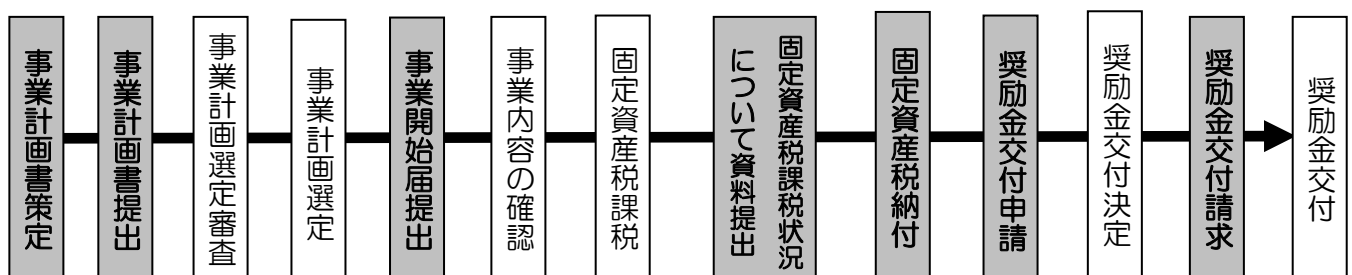 事業計画書策定
事業計画書提出
事業計画選定審査
事業計画選定
事業開始届提出
事業内容の確認
固定資産税課税
固定資産税課税状況
について資料提出
固定資産税納付
奨励金交付申請
奨励金交付決定
奨励金交付請求
奨励金交付